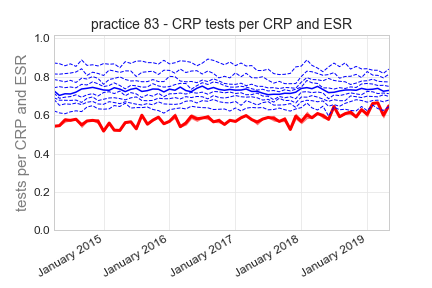 practice 83 - CRP tests per CRP and ESR
tests per CRP and ESR
1.0
0.8
0.6
0.4
0.2
0.0
January 2015
January 2016
January 2017
January 2018
January 2019